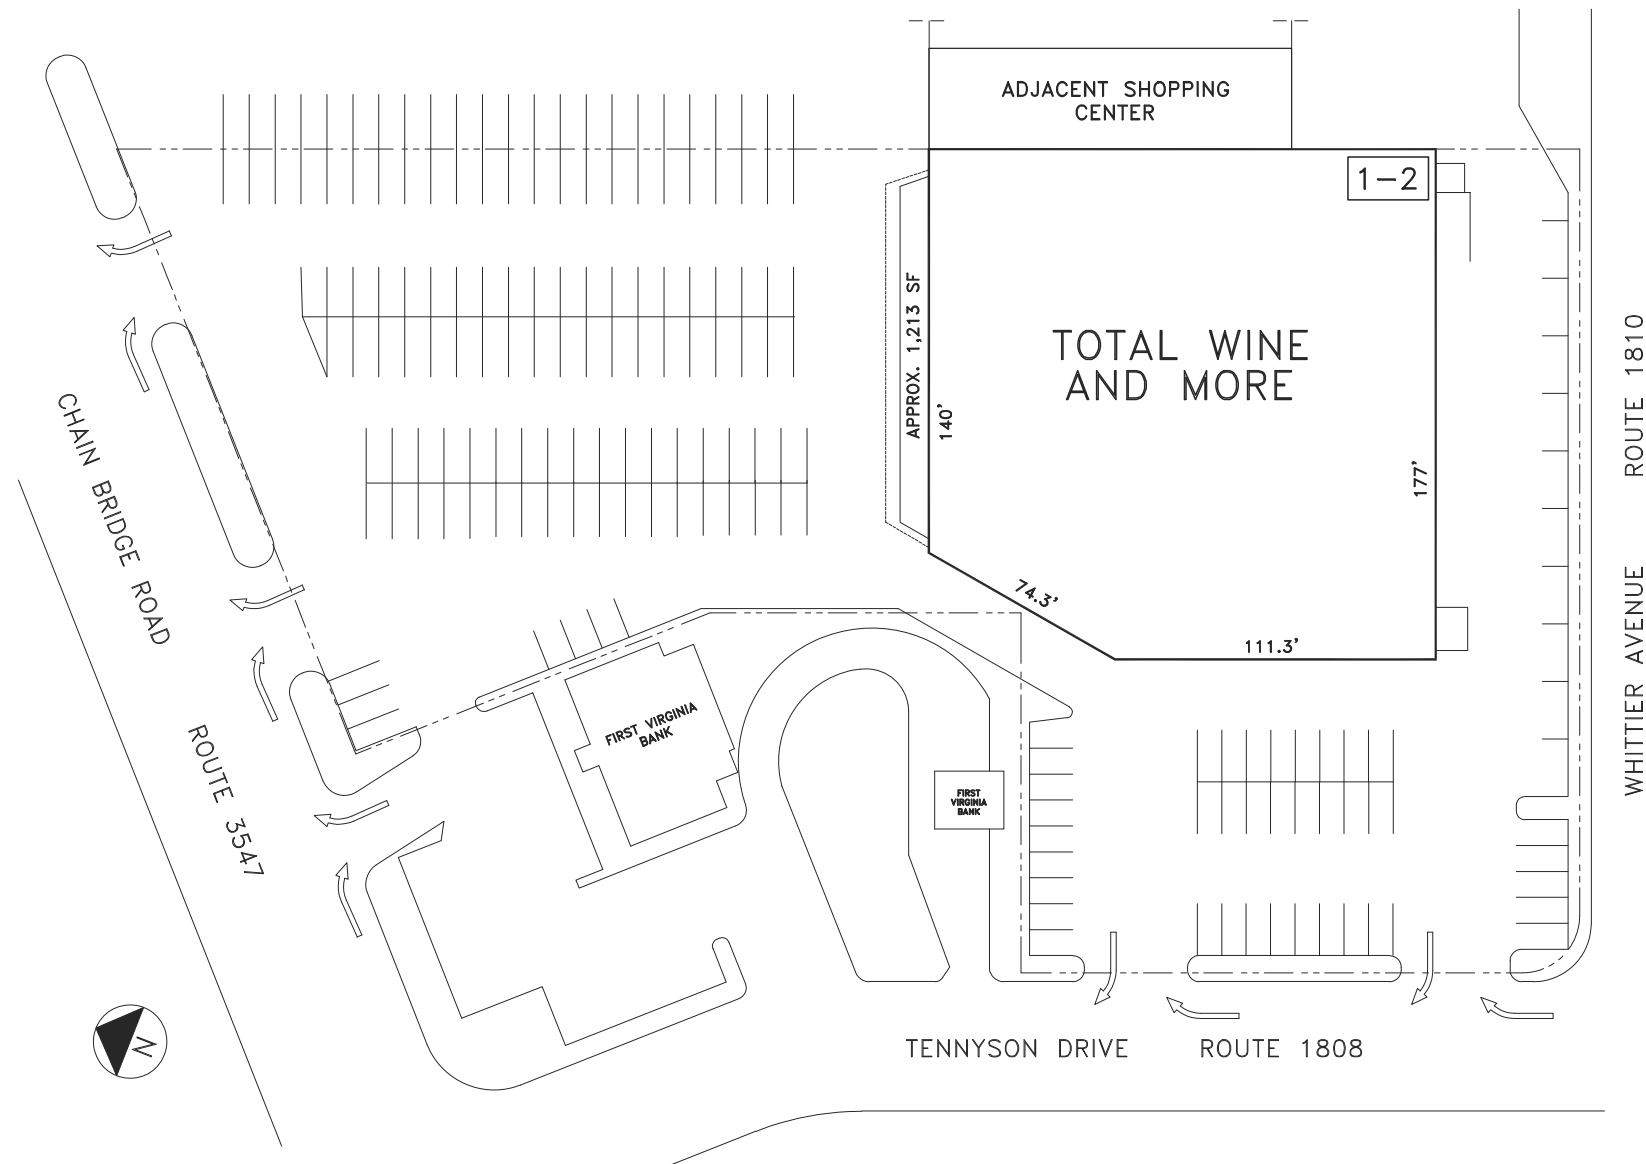 ADJACENT SHOPPING
CENTER
1-2
APPROX. 1,213 SF
140'
TOTAL WINE
AND MORE
177'
74.3'
111.3'
CHAIN BRIDGE ROAD
ROUTE 3547
FIRST VIRGINIA
BANK
FIRST
VIRGINIA
BANK
WHITTIER AVENUE ROUTE 1810
N
TENNYSON DRIVE ROUTE 1808